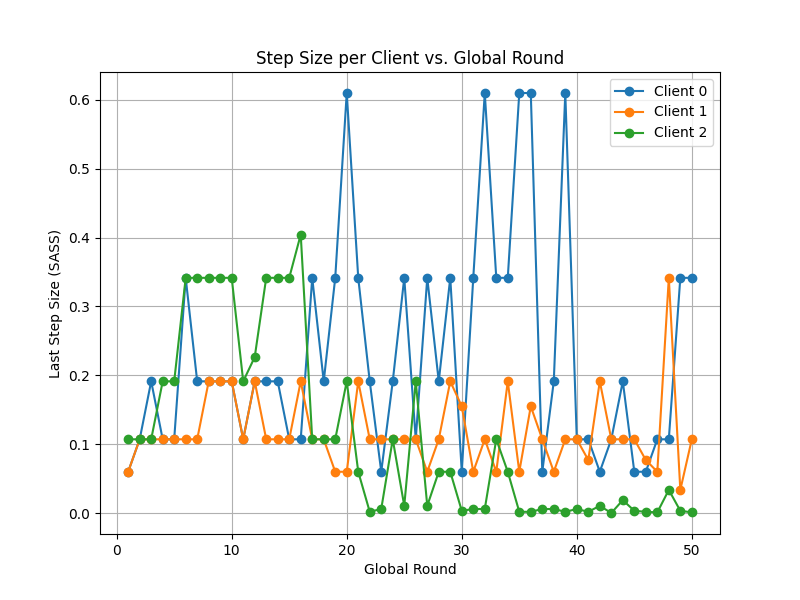 Step Size per Client vs. Global Round
Client 0
Client 1
Client 2
Last Step Size (SASS)
0.6
0.5
0.4
0.3
0.2
0.1
0.0
0 10 20 30 40 50
Global Round